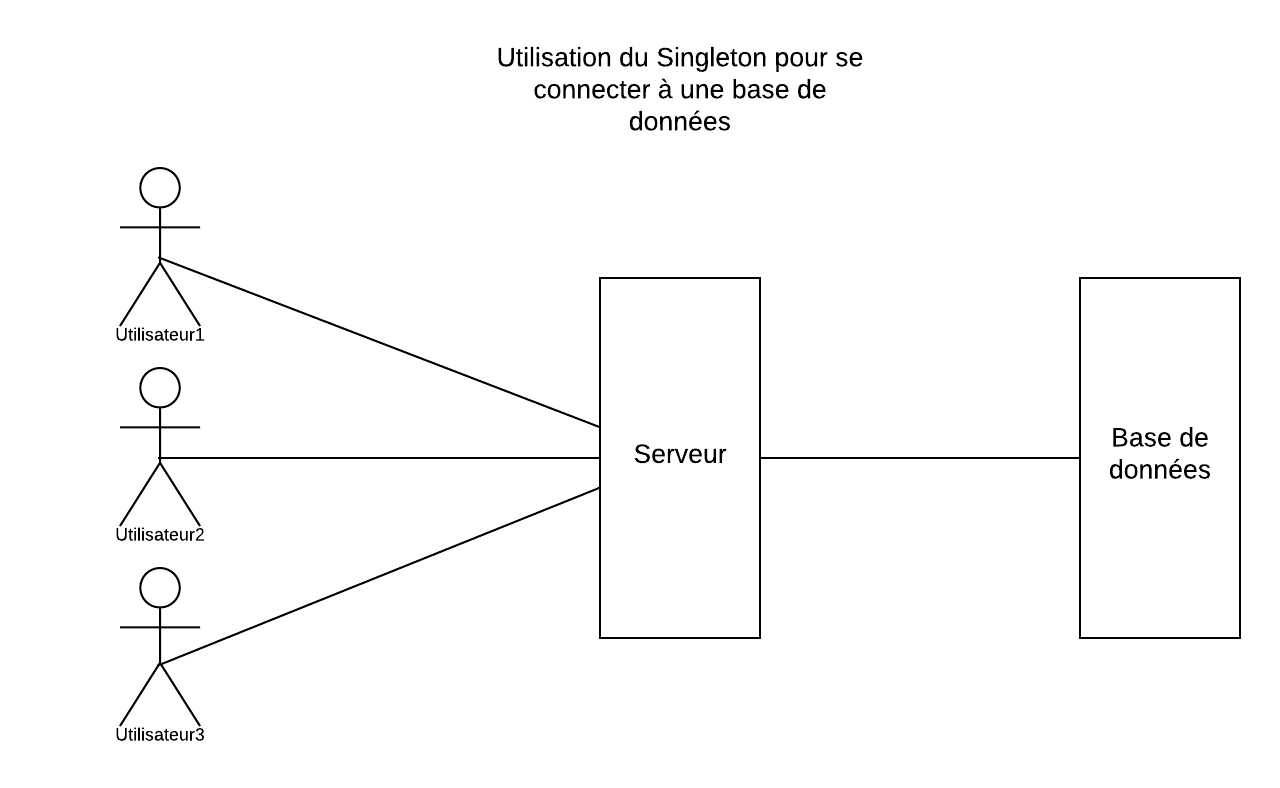 Utilisation du Singleton pour se
connecter à une base de
données
Utilisateur1
Utilisateur2
Serveur
Base de
données
Utilisateur3